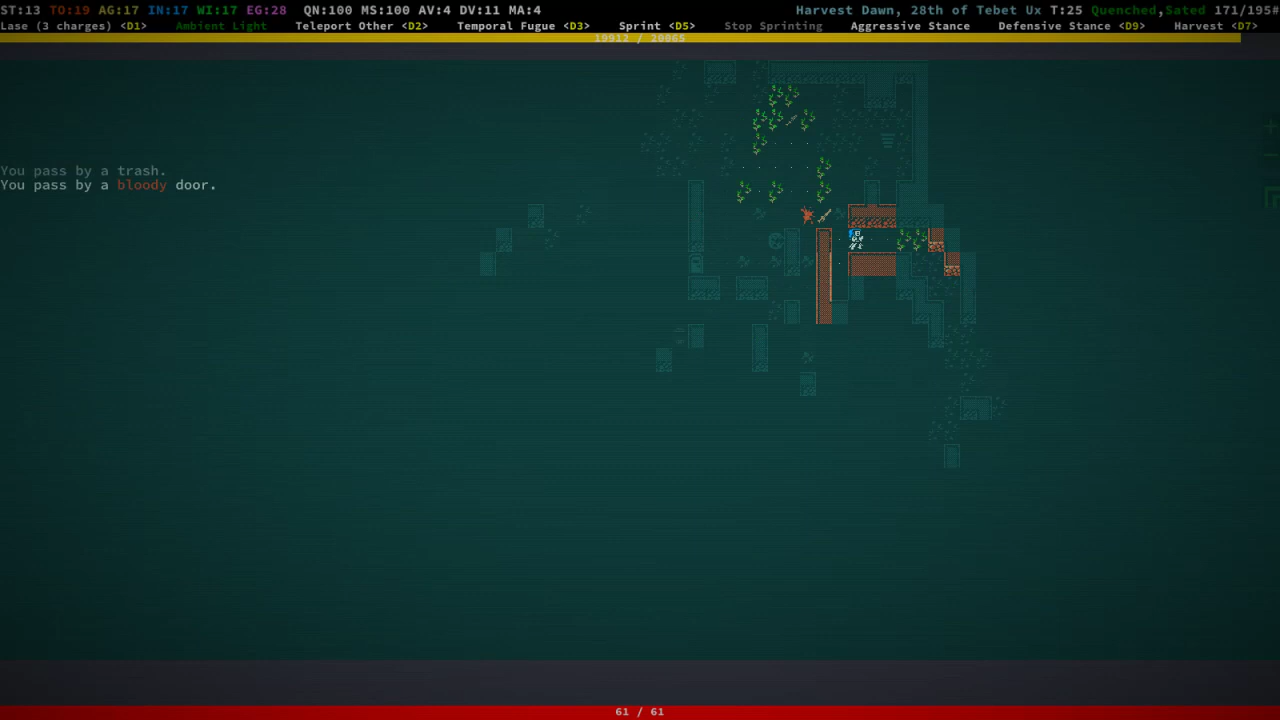 ST:13 TO:19 AG:17 IN:17 WI:17 EG:28 QN:100 MS:100 AV:4 DV:11 MA:4 Harvest Dawn, 28th of Tebet Ux T:25 Quenched,Sated 171/195#
Lase (3 charges) <D1> Ambient Light Teleport Other <D2> Temporal Fugue <D3> Sprint <D5> Stop Sprinting Aggressive Stance Defensive Stance <D9> Harvest <D7>
19912 / 20065
You pass by a trash.
You pass by a bloody door.
61 / 61